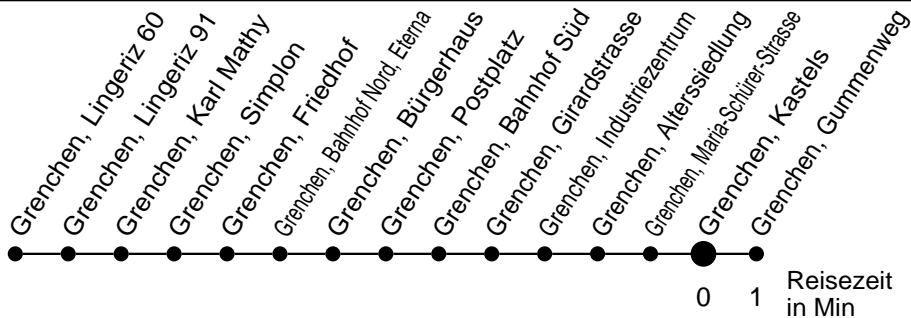 Grenchen, Lingeriz 60
Grenchen, Lingeriz 91
Grenchen, Karl Mathy
Grenchen, Simplon
Grenchen, Friedhof
Grenchen, Bahnhof Nord, Eterna
Grenchen, Bürgerhaus
Grenchen, Postplatz
Grenchen, Bahnhof Süd
Grenchen, Girardstrasse
Grenchen, Industriezentrum
Grenchen, Alterssiedlung
Grenchen, Maria-Schürer-Strasse
Grenchen, Kastels
Grenchen, Gummenweg
0 1 Reisezeit
in Min